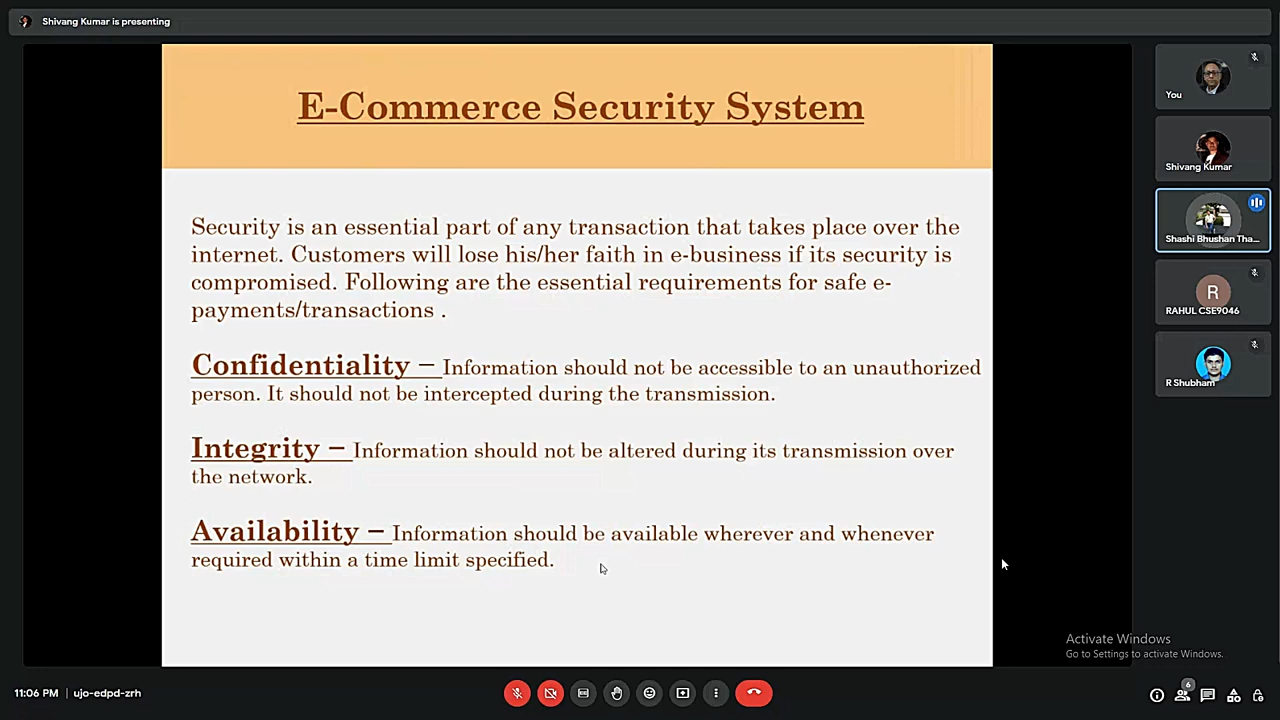 Shivang Kumar is presenting
E-Commerce Security System
Security is an essential part of any transaction that takes place over the
internet. Customers will lose his/her faith in e-business if its security is
compromised. Following are the essential requirements for safe e-
payments/transactions .
Confidentiality – Information should not be accessible to an unauthorized
person. It should not be intercepted during the transmission.
Integrity – Information should not be altered during its transmission over
the network.
Availability – Information should be available wherever and whenever
required within a time limit specified.
You
Shivang Kumar
Shashi Bhushan Tha...
R
RAHUL CSE9046
R Shubham
Activate Windows
Go to Settings to activate Windows.
11:06 PM | ujo-edpd-zrh
6